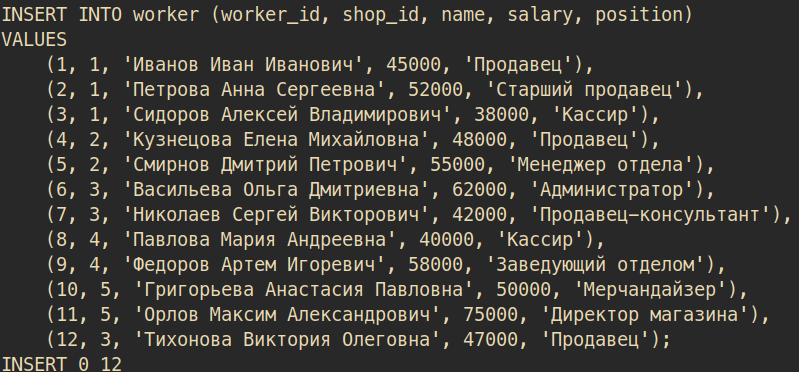 INSERT INTO worker (worker_id, shop_id, name, salary, position)
VALUES
(1, 1, 'Иванов Иван Иванович', 45000, 'Продавец'),
(2, 1, 'Петрова Анна Сергеевна', 52000, 'Старший продавец'),
(3, 1, 'Сидоров Алексей Владимирович', 38000, 'Кассир'),
(4, 2, 'Кузнецова Елена Михайловна', 48000, 'Продавец'),
(5, 2, 'Смирнов Дмитрий Петрович', 55000, 'Менеджер отдела'),
(6, 3, 'Васильева Ольга Дмитриевна', 62000, 'Администратор'),
(7, 3, 'Николаев Сергей Викторович', 42000, 'Продавец-консультант'),
(8, 4, 'Павлова Мария Андреевна', 40000, 'Кассир'),
(9, 4, 'Федоров Артем Игоревич', 58000, 'Заведующий отделом'),
(10, 5, 'Григорьева Анастасия Павловна', 50000, 'Мерчандайзер'),
(11, 5, 'Орлов Максим Александрович', 75000, 'Директор магазина'),
(12, 3, 'Тихонова Виктория Олеговна', 47000, 'Продавец');
INSERT 0 12